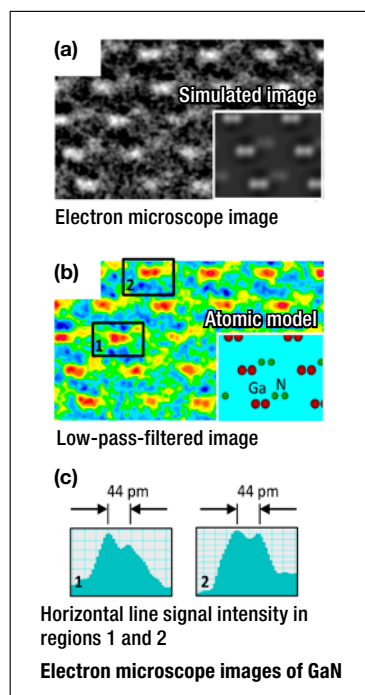 (a)
Simulated image
Electron microscope image
(b)
2
1
Atomic model
Ga N
Low-pass-filtered image
(c)
44 pm 44 pm
1 2
Horizontal line signal intensity in
regions 1 and 2
Electron microscope images of GaN